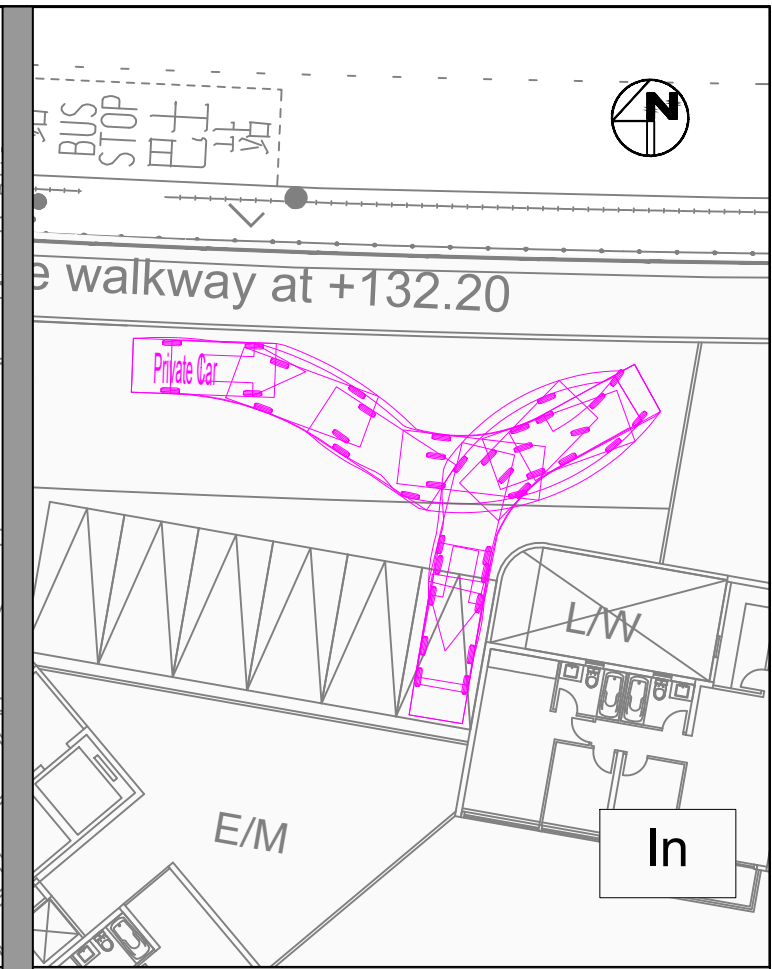 BUS
STOP
巴士
站
N
e walkway at +132.20
Private Car
L/W
E/M
In